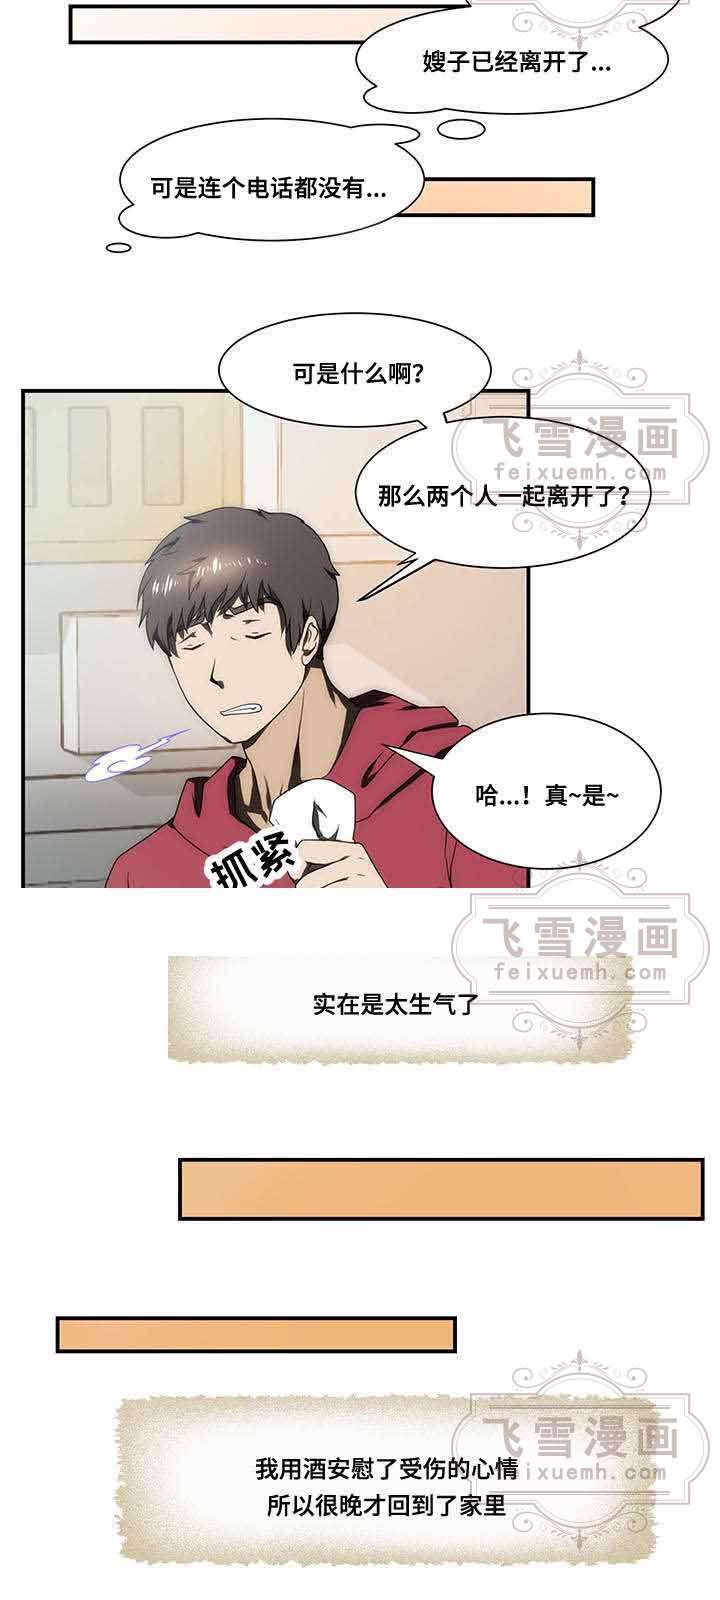 嫂子已经离开了...
可是连个电话都没有...
可是什么啊?
飞雪漫画
feixuemh.com
那么两个人一起离开了?
哈...！真~是~
抓紧
飞雪漫画
feixuemh.com
实在是太生气了
飞雪漫画
feixuemh.com
我用酒安慰了受伤的心情
所以很晚才回到了家里